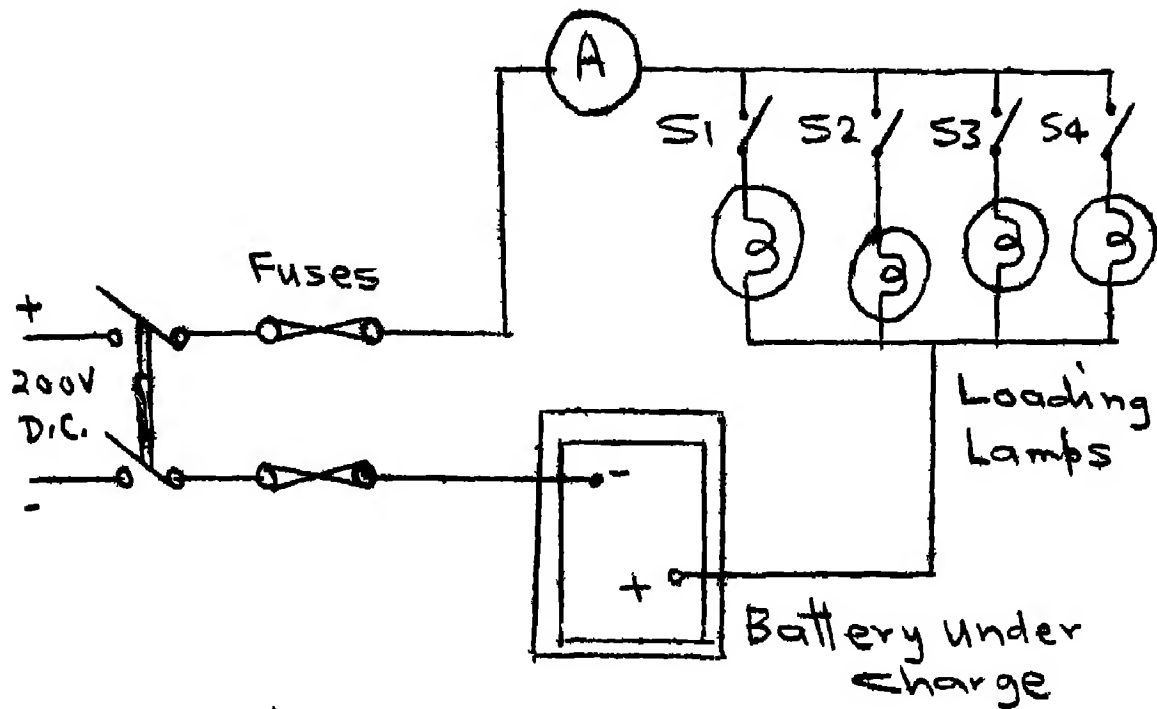 A
S1
S2
S3
S4
Fuses
+
200V
D.C.
-
Loading
Lamps
-
+
Battery under
charge